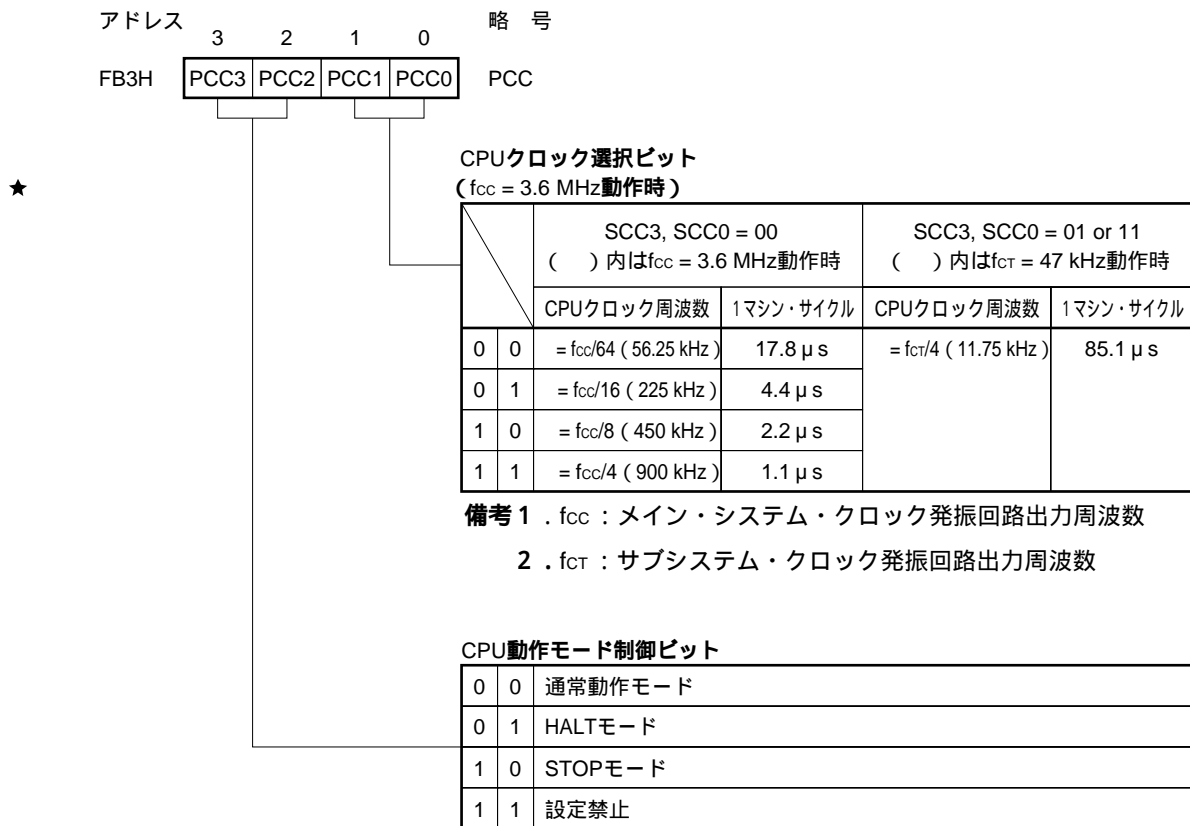 アドレス 略 号
3 2 1 0
FB3H PCC3 PCC2 PCC1 PCC0 PCC
CPUクロック選択ビット
★ （fcc = 3.6 MHz動作時）
SCC3, SCC0 = 00 SCC3, SCC0 = 01 or 11
（　）内はfcc = 3.6 MHz動作時 （　）内はfCT = 47 kHz動作時
CPUクロック周波数 1マシン・サイクル CPUクロック周波数 1マシン・サイクル
0 0 = fcc/64（56.25 kHz） 17.8 μs = fCT/4（11.75 kHz） 85.1 μs
0 1 = fcc/16（225 kHz） 4.4 μs
1 0 = fcc/8（450 kHz） 2.2 μs
1 1 = fcc/4（900 kHz） 1.1 μs
備考1．fcc：メイン・システム・クロック発振回路出力周波数
2．fCT：サブシステム・クロック発振回路出力周波数
CPU動作モード制御ビット
0 0 通常動作モード
0 1 HALTモード
1 0 STOPモード
1 1 設定禁止